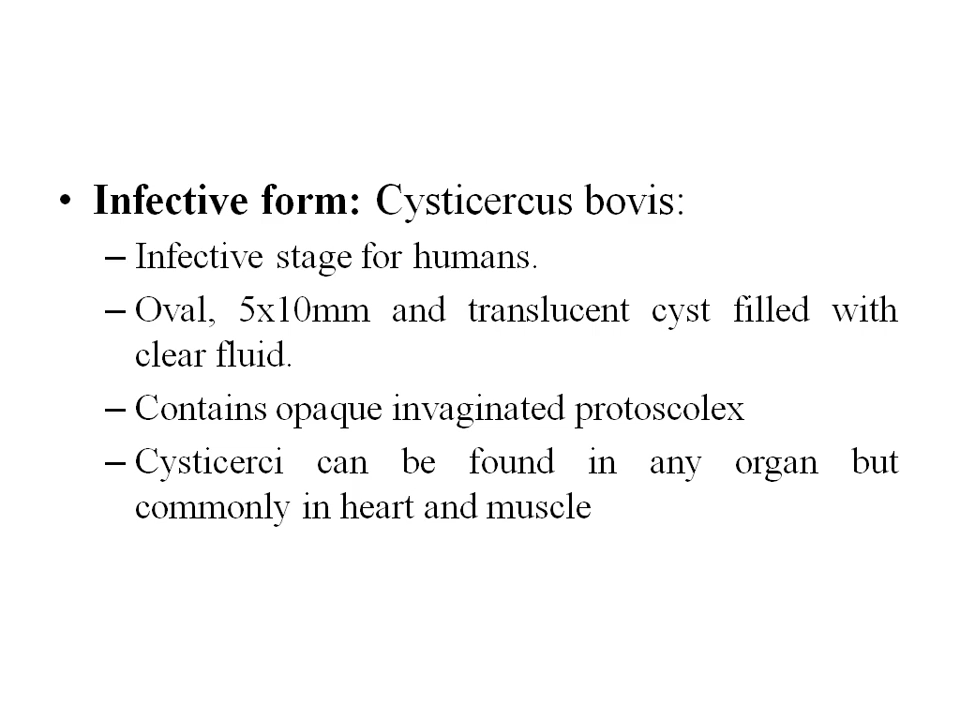 • Infective form: Cysticercus bovis:
– Infective stage for humans.
– Oval, 5x10mm and translucent cyst filled with
clear fluid.
– Contains opaque invaginated protoscolex
– Cysticerci can be found in any organ but
commonly in heart and muscle